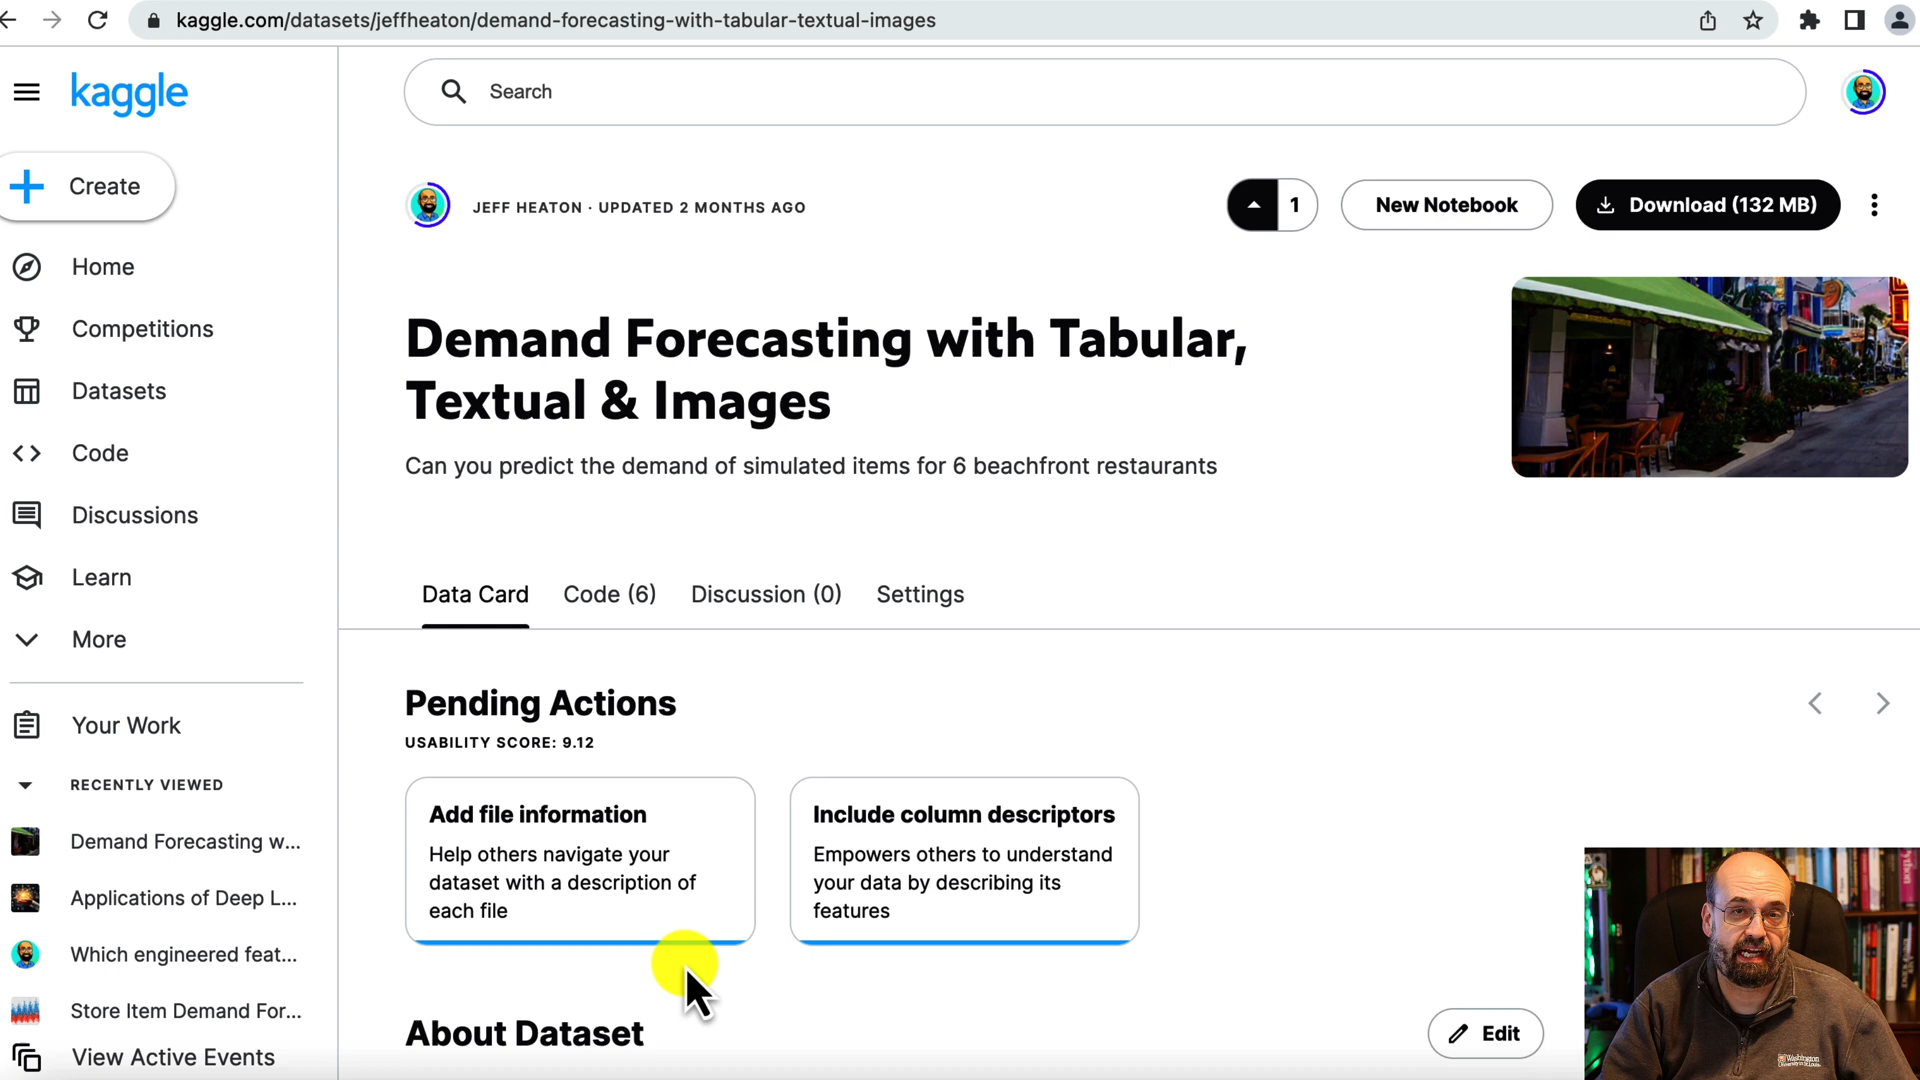 kaggle.com/datasets/jeffheaton/demand-forecasting-with-tabular-textual-images
kaggle
Search
Create
JEFF HEATON · UPDATED 2 MONTHS AGO
1
New Notebook
Download (132 MB)
Home
Competitions
Datasets
Code
Discussions
Learn
More
Demand Forecasting with Tabular,
Textual & Images
Can you predict the demand of simulated items for 6 beachfront restaurants
Data Card
Code (6)
Discussion (0)
Settings
Your Work
RECENTLY VIEWED
Demand Forecasting w...
Applications of Deep L...
Which engineered feat...
Store Item Demand For...
View Active Events
Pending Actions
USABILITY SCORE: 9.12
Add file information
Help others navigate your
dataset with a description of
each file
Include column descriptors
Empowers others to understand
your data by describing its
features
About Dataset
Edit
Washington
University in St. Louis